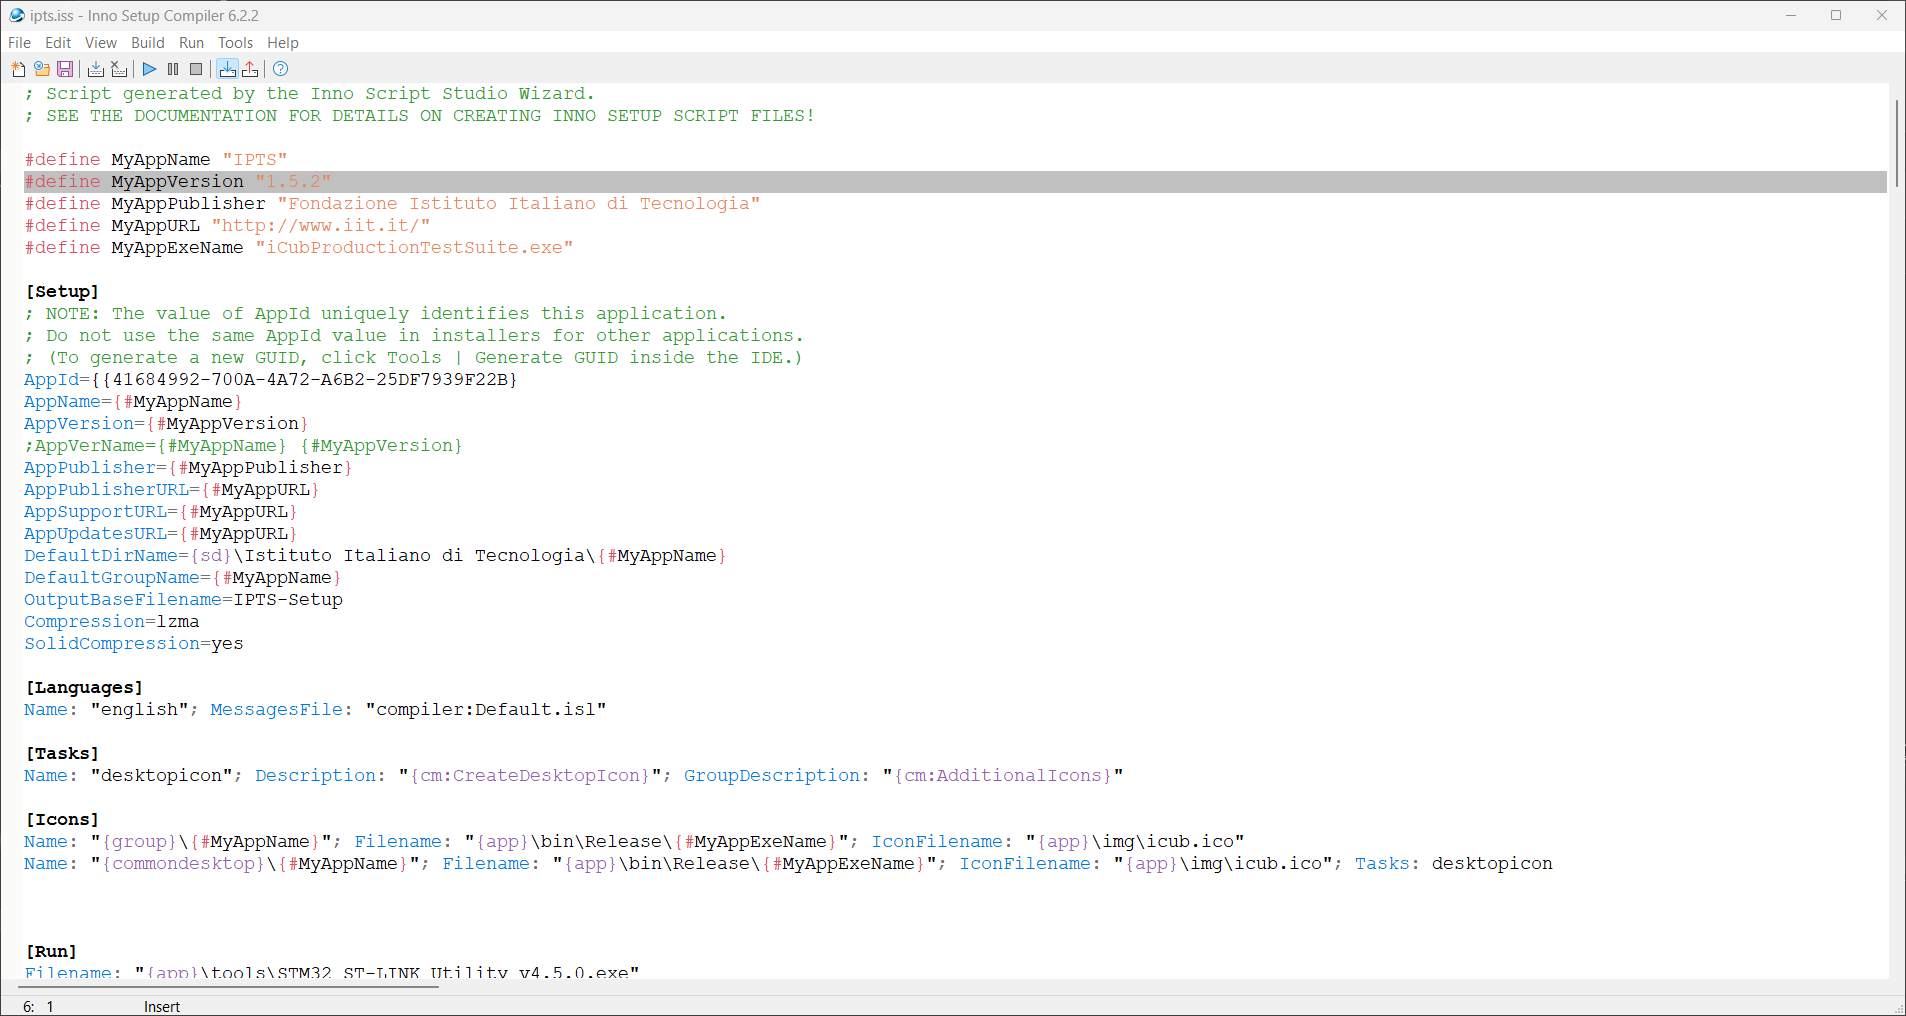 ipts.iss - Inno Setup Compiler 6.2.2
File Edit View Build Run Tools Help
; Script generated by the Inno Script Studio Wizard.
; SEE THE DOCUMENTATION FOR DETAILS ON CREATING INNO SETUP SCRIPT FILES!
#define MyAppName "IPTS"
#define MyAppVersion "1.5.2"
#define MyAppPublisher "Fondazione Istituto Italiano di Tecnologia"
#define MyAppURL "http://www.iit.it/"
#define MyAppExeName "iCubProductionTestSuite.exe"
[Setup]
; NOTE: The value of AppId uniquely identifies this application.
; Do not use the same AppId value in installers for other applications.
; (To generate a new GUID, click Tools | Generate GUID inside the IDE.)
AppId={{41684992-700A-4A72-A6B2-25DF7939F22B}
AppName={#MyAppName}
AppVersion={#MyAppVersion}
;AppVerName={#MyAppName} {#MyAppVersion}
AppPublisher={#MyAppPublisher}
AppPublisherURL={#MyAppURL}
AppSupportURL={#MyAppURL}
AppUpdatesURL={#MyAppURL}
DefaultDirName={sd}\Istituto Italiano di Tecnologia\{#MyAppName}
DefaultGroupName={#MyAppName}
OutputBaseFilename=IPTS-Setup
Compression=lzma
SolidCompression=yes
[Languages]
Name: "english"; MessagesFile: "compiler:Default.isl"
[Tasks]
Name: "desktopicon"; Description: "{cm:CreateDesktopIcon}"; GroupDescription: "{cm:AdditionalIcons}"
[Icons]
Name: "{group}\{#MyAppName}"; Filename: "{app}\bin\Release\{#MyAppExeName}"; IconFilename: "{app}\img\icub.ico"
Name: "{commondesktop}\{#MyAppName}"; Filename: "{app}\bin\Release\{#MyAppExeName}"; IconFilename: "{app}\img\icub.ico"; Tasks: desktopicon
[Run]
Filename: "{app}\tools\STM32 ST-LINK Utility v4.5.0.exe"
6: 1 Insert